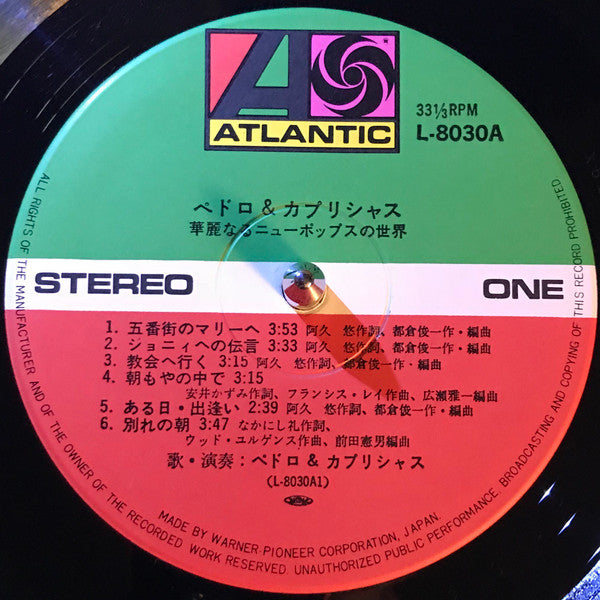 ATLANTIC
33 1/3 RPM
L-8030A
ペドロ & カプリシャス
華麗なるニューポップスの世界
STEREO
ONE
1. 五番街のマリーへ 3:53 阿久 悠作詞、都倉俊一作・編曲
2. ジョニィへの伝言 3:33 阿久 悠作詞、都倉俊一作・編曲
3. 教会へ行く 3:15 阿久 悠作詞、都倉俊一作・編曲
4. 朝もやの中で 3:15
安井かずみ作詞、フランシス・レイ作曲、広瀬雅一編曲
5. ある日・出逢い 2:39 阿久 悠作詞、都倉俊一作・編曲
6. 別れの朝 3:47 なかにし礼作詞、
ウッド・ユルゲンス作曲、前田憲男編曲
歌・演奏：ペドロ & カプリシャス
(L-8030A1)
MADE BY WARNER-PIONEER CORPORATION, JAPAN.
ALL RIGHTS OF THE MANUFACTURER AND OF THE OWNER OF THE RECORDED WORK RESERVED. UNAUTHORIZED PUBLIC PERFORMANCE, BROADCASTING AND COPYING OF THIS RECORD PROHIBITED.